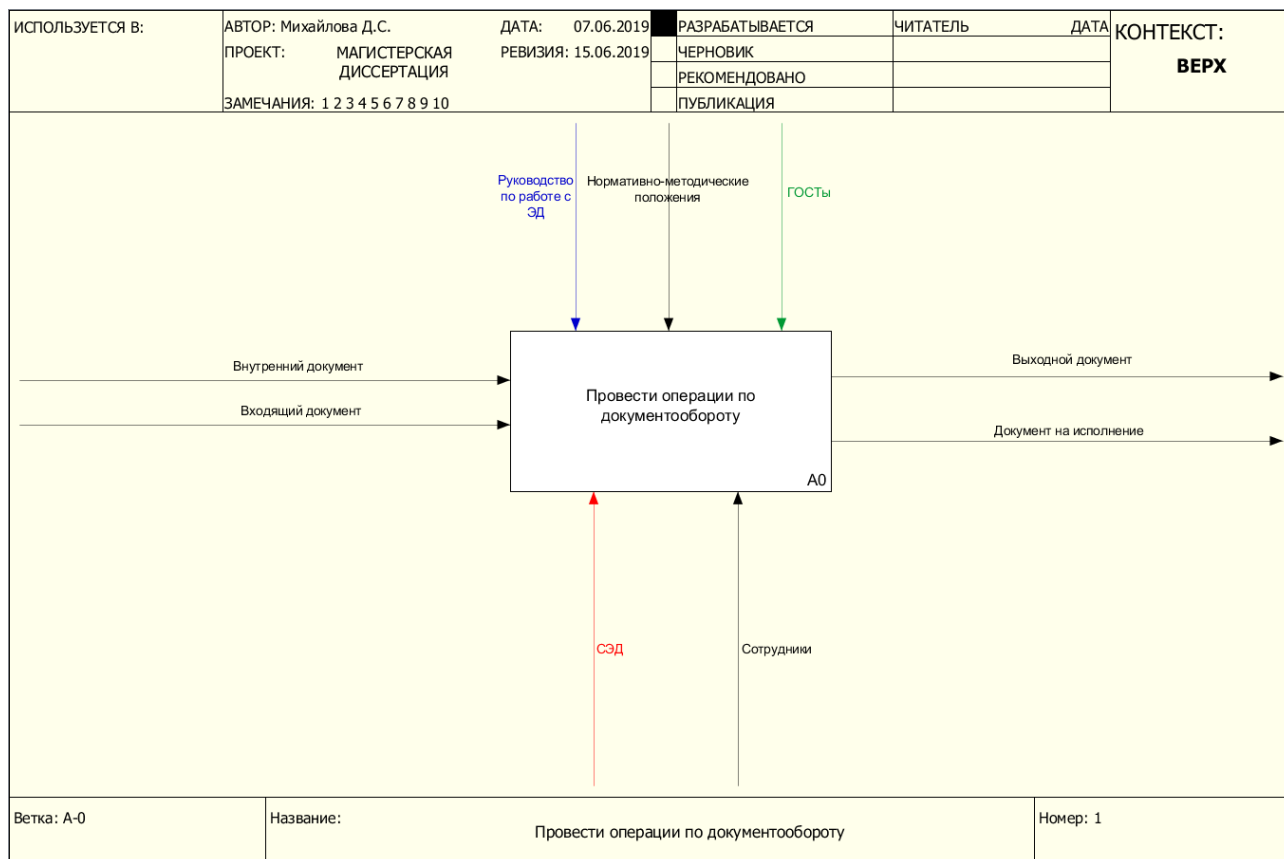 ИСПОЛЬЗУЕТСЯ В:
АВТОР: Михайлова Д.С.
ДАТА: 07.06.2019
ПРОЕКТ: МАГИСТЕРСКАЯ
ДИССЕРТАЦИЯ
РЕВИЗИЯ: 15.06.2019
ЗАМЕЧАНИЯ: 1 2 3 4 5 6 7 8 9 10
РАЗРАБАТЫВАЕТСЯ
ЧЕРНОВИК
РЕКОМЕНДОВАНО
ПУБЛИКАЦИЯ
ЧИТАТЕЛЬ ДАТА
КОНТЕКСТ:
ВЕРХ
Руководство
по работе с
ЭД
Нормативно-методические
положения
ГОСТы
Внутренний документ
Входящий документ
Провести операции по
документообороту
A0
Выходной документ
Документ на исполнение
СЭД
Сотрудники
Ветка: A-0
Название:
Провести операции по документообороту
Номер: 1